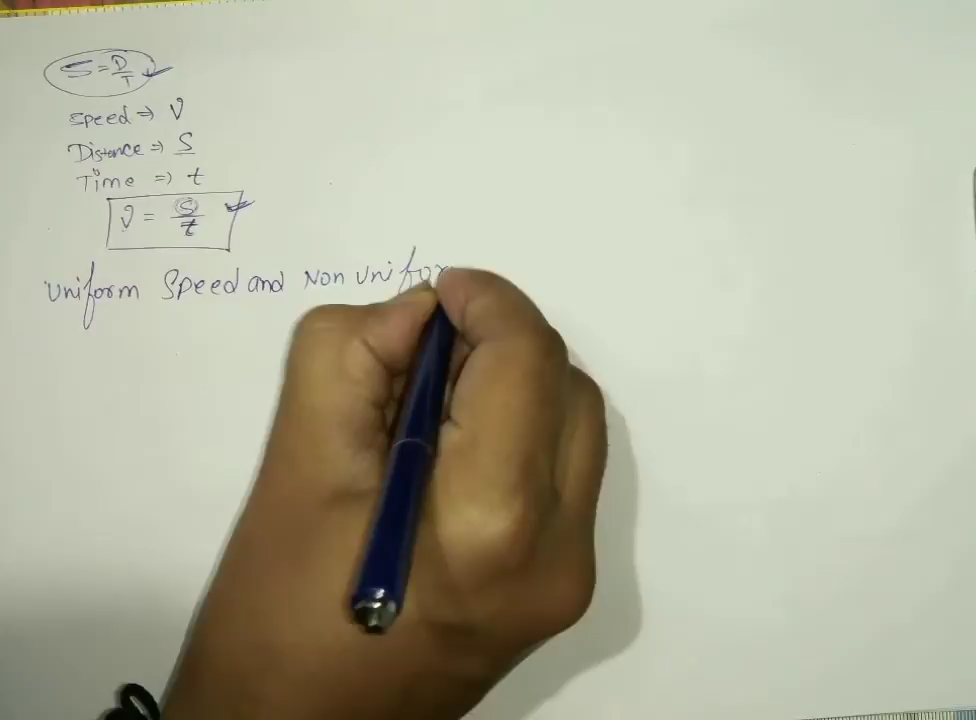 S = D/T
Speed => V
Distance => S
Time => t
V = S/t
Uniform Speed and Non Unifor